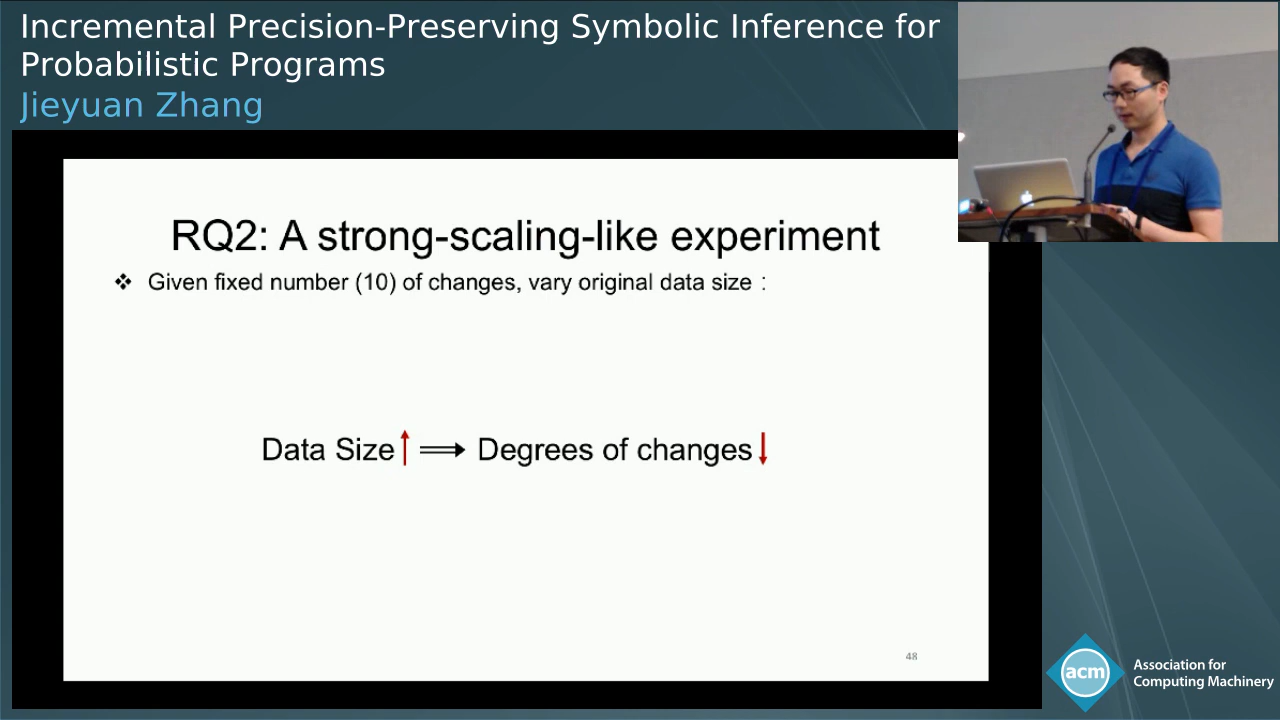 Incremental Precision-Preserving Symbolic Inference for
Probabilistic Programs
Jieyuan Zhang
RQ2: A strong-scaling-like experiment
❖ Given fixed number (10) of changes, vary original data size :
Data Size↑ ⟹ Degrees of changes↓
48
acm
Association for
Computing Machinery